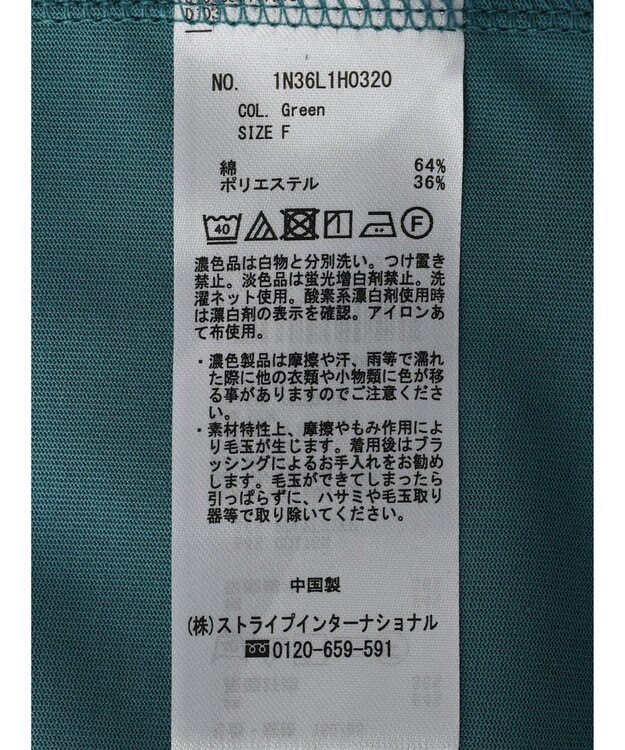 NO. 1N36L1H0320
COL. Green
SIZE F
綿 64%
ポリエステル 36%
40 F
濃色品は白物と分別洗い。つけ置き
禁止。淡色品は蛍光増白剤禁止。洗
濯ネット使用。酸素系漂白剤使用時
は漂白剤の表示を確認。アイロンあ
て布使用。
・濃色製品は摩擦や汗、雨等で濡れ
た際に他の衣類や小物類に色が移
る事がありますのでご注意くださ
い。
・素材特性上、摩擦やもみ作用によ
り毛玉が生じます。着用後はブラ
ッシングによるお手入れをお勧め
します。毛玉ができてしまったら
引っぱらずに、ハサミや毛玉取り
器等で取り除いてください。
中国製
(株)ストライプインターナショナル
0120-659-591